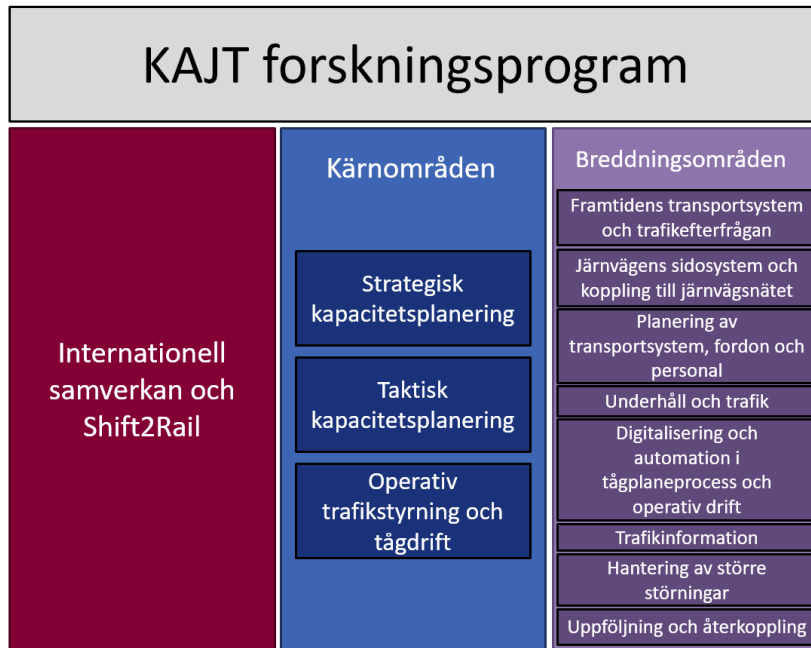 KAJT forskningsprogram
Internationell
samverkan och
Shift2Rail
Kärnområden
Strategisk
kapacitetsplanering
Taktisk
kapacitetsplanering
Operativ
trafikstyrning och
tågdrift
Breddningsområden
Framtidens transportsystem
och trafikefterfrågan
Järnvägens sidosystem och
koppling till järnvägsnätet
Planering av
transportsystem, fordon och
personal
Underhåll och trafik
Digitalisering och
automation i
tågplaneprocess och
operativ drift
Trafikinformation
Hantering av större
störningar
Uppföljning och återkoppling